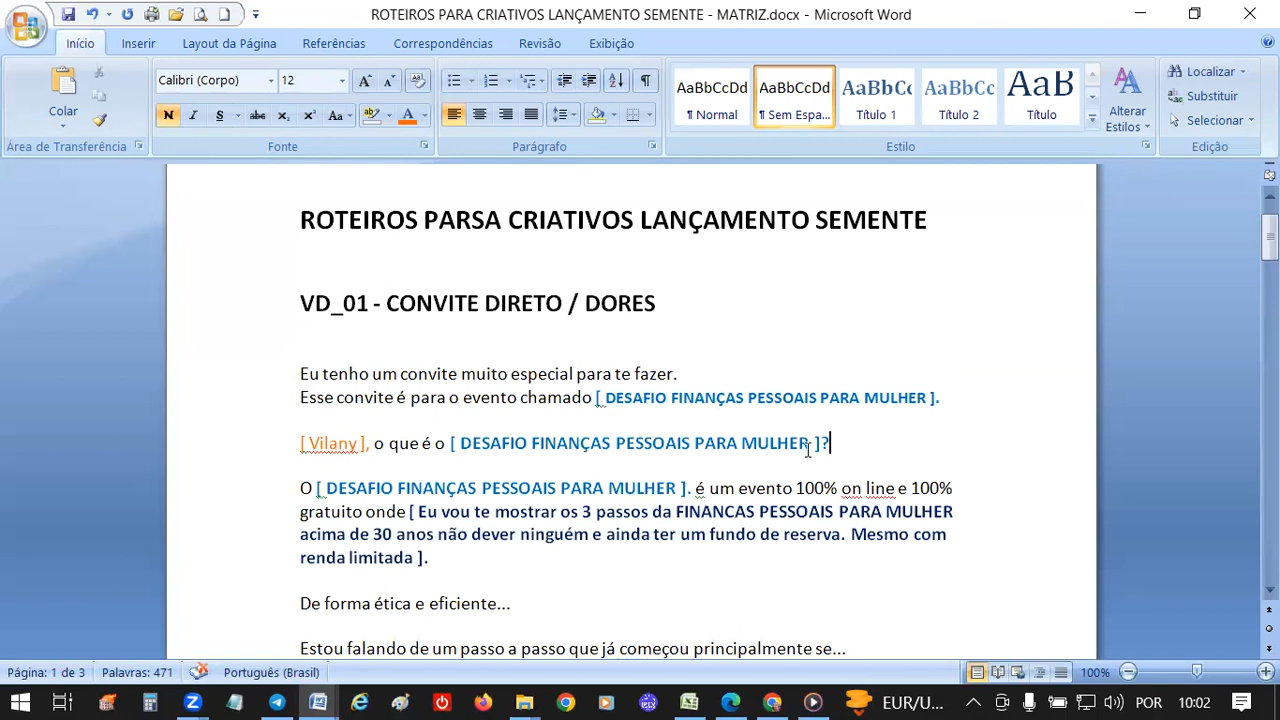 ROTEIROS PARA CRIATIVOS LANÇAMENTO SEMENTE - MATRIZ.docx - Microsoft Word
Início Inserir Layout da Página Referências Correspondências Revisão Exibição
Colar
Área de Transferência
Calibri (Corpo) 12
N I S abc x₂ x² Aa
Fonte
Parágrafo
AaBbCcDd AaBbCcDd AaBbCc AaBbCc AaB
¶ Normal ¶ Sem Espa... Título 1 Título 2 Título
Alterar
Estilos
Estilo
Localizar
Substituir
Selecionar
Edição
ROTEIROS PARSA CRIATIVOS LANÇAMENTO SEMENTE
VD_01 - CONVITE DIRETO / DORES
Eu tenho um convite muito especial para te fazer.
Esse convite é para o evento chamado [ DESAFIO FINANÇAS PESSOAIS PARA MULHER ].
[ Vilany ], o que é o [ DESAFIO FINANÇAS PESSOAIS PARA MULHER ]?
O [ DESAFIO FINANÇAS PESSOAIS PARA MULHER ]. é um evento 100% on line e 100%
gratuito onde [ Eu vou te mostrar os 3 passos da FINANCAS PESSOAIS PARA MULHER
acima de 30 anos não dever ninguém e ainda ter um fundo de reserva. Mesmo com
renda limitada ].
De forma ética e eficiente...
Estou falando de um passo a passo que já começou principalmente se...
Página: 1 de 3 Palavras: 471 Português (Brasil) 100%
EUR/U... POR 10:02